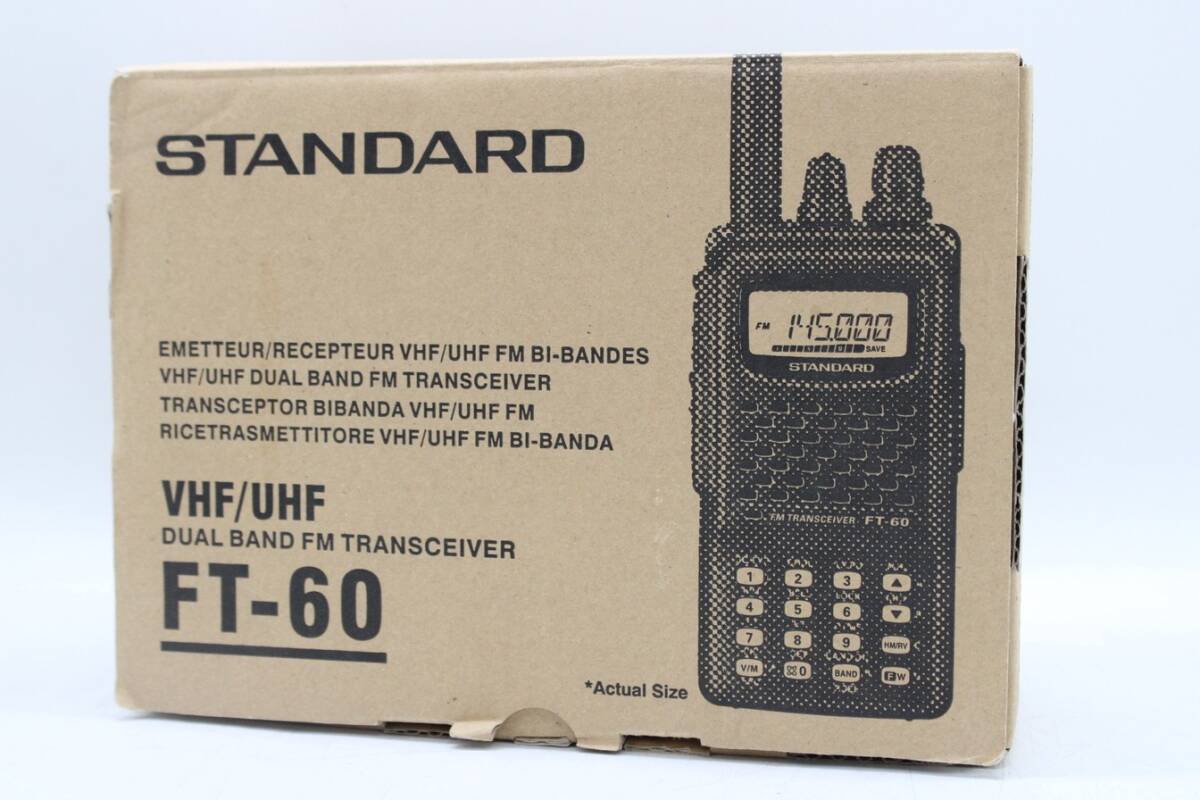 STANDARD
EMETTEUR/RECEPTEUR VHF/UHF FM BI-BANDES
VHF/UHF DUAL BAND FM TRANSCEIVER
TRANSCEPTOR BIBANDA VHF/UHF FM
RICETRASMETTITORE VHF/UHF FM BI-BANDA
VHF/UHF
DUAL BAND FM TRANSCEIVER
FT-60
*Actual Size
FM 145.000
SAVE
STANDARD
FM TRANSCEIVER FT-60
1 2 3 ▲
4 5 6 ▼
7 8 9 HM/RV
V/M 0 BAND F W